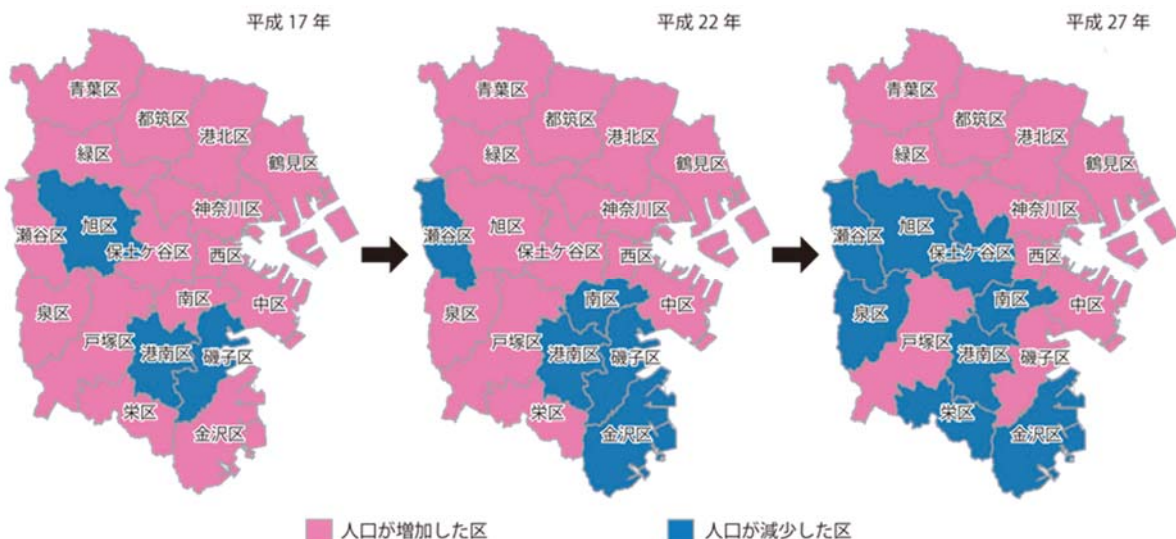 平成 17 年
青葉区
都筑区
港北区
緑区
鶴見区
神奈川区
旭区
瀬谷区
保土ケ谷区
西区
南区
中区
泉区
戸塚区
港南区
磯子区
栄区
金沢区
平成 22 年
青葉区
都筑区
港北区
緑区
鶴見区
神奈川区
旭区
瀬谷区
保土ケ谷区
西区
南区
中区
泉区
戸塚区
港南区
磯子区
栄区
金沢区
平成 27 年
青葉区
都筑区
港北区
緑区
鶴見区
神奈川区
瀬谷区
旭区
保土ケ谷区
西区
南区
中区
泉区
戸塚区
港南区
磯子区
栄区
金沢区
人口が増加した区
人口が減少した区